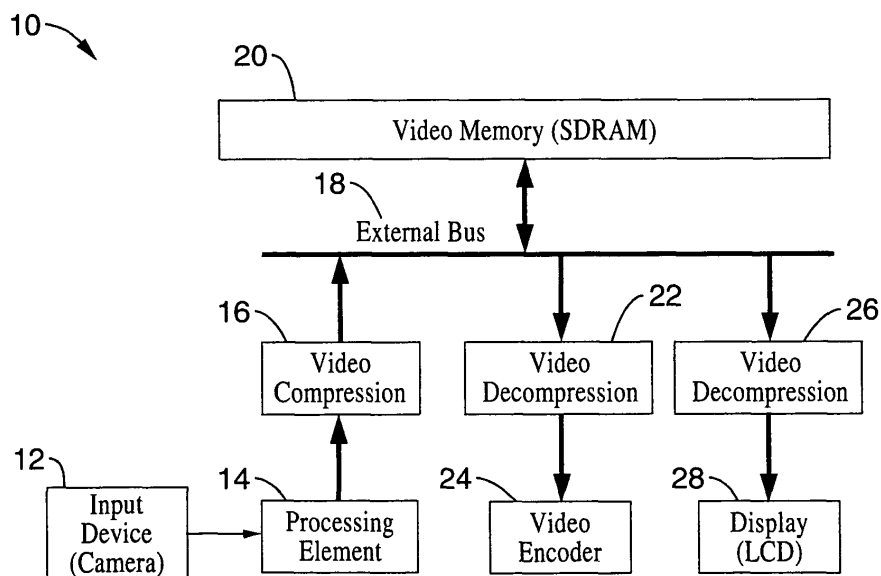 10
20
Video Memory (SDRAM)
18
External Bus
16
22
26
Video
Compression
Video
Decompression
Video
Decompression
12
14
24
28
Input
Device
(Camera)
Processing
Element
Video
Encoder
Display
(LCD)